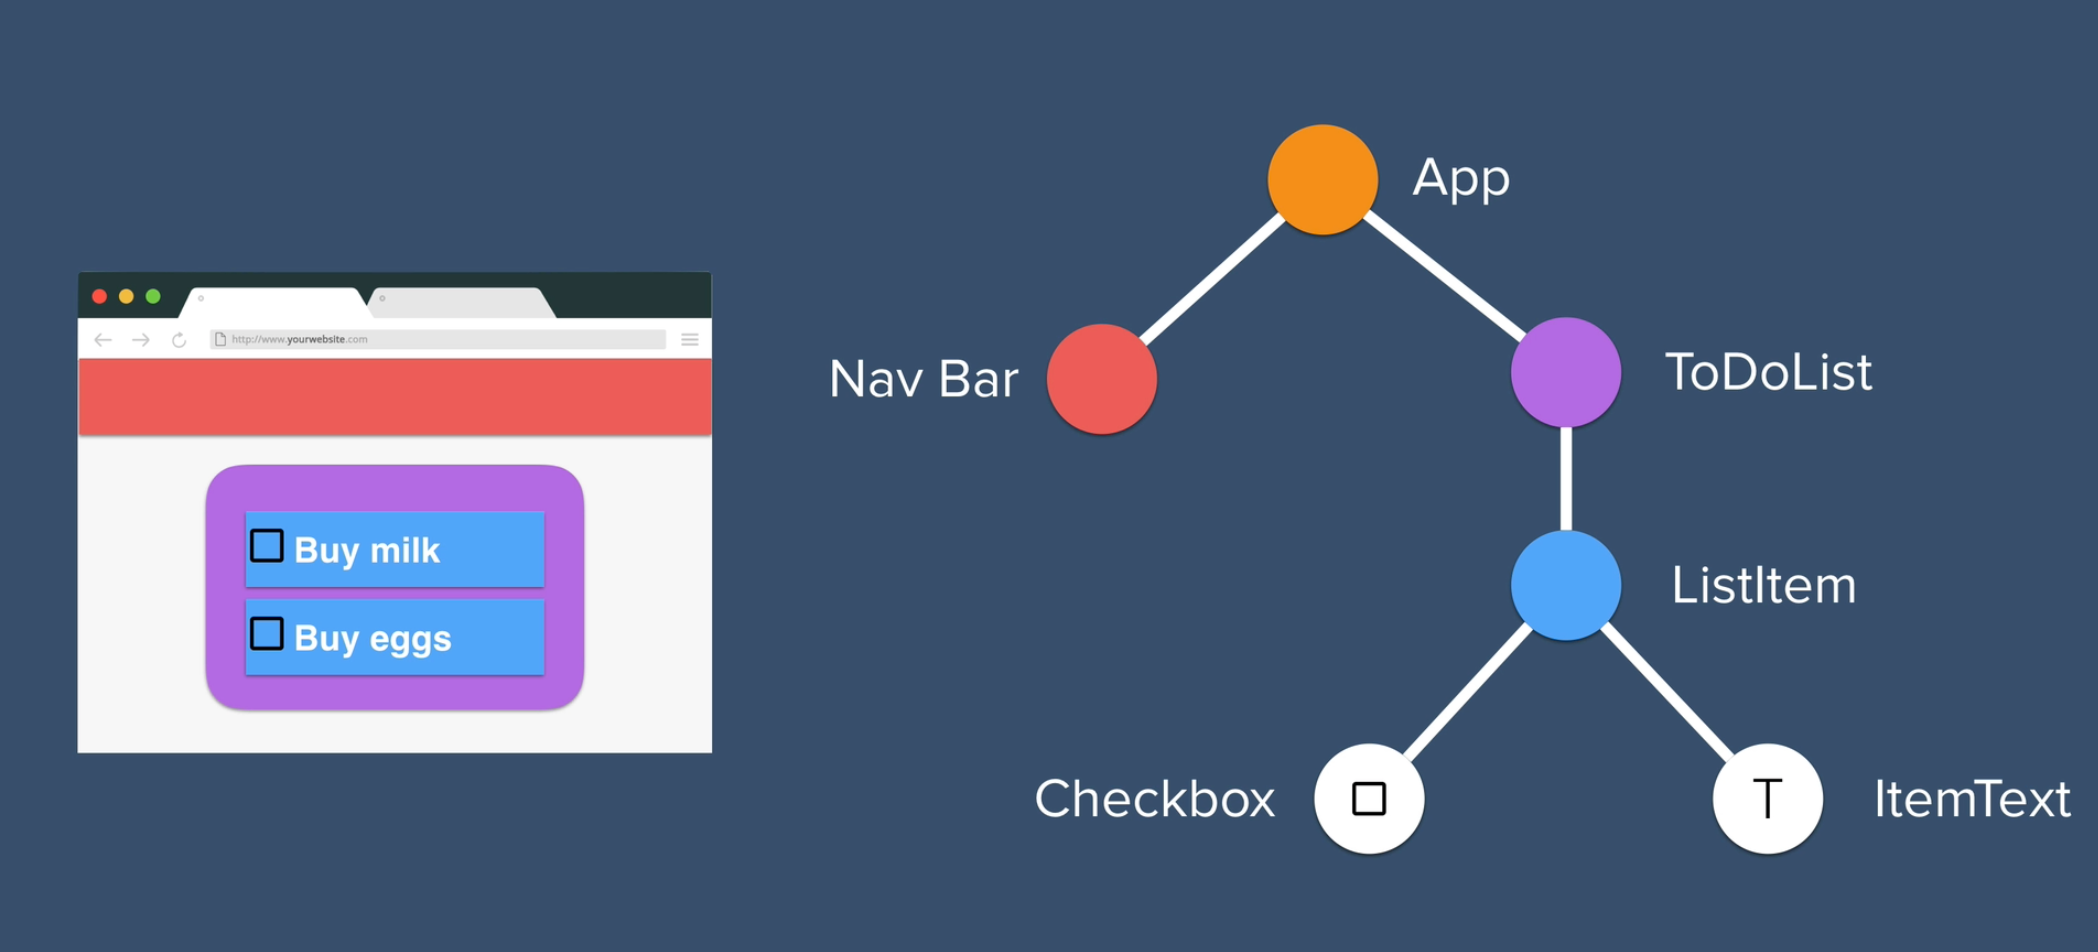 http://www.yourwebsite.com
Buy milk
Buy eggs
App
Nav Bar
ToDoList
ListItem
Checkbox
T
ItemText